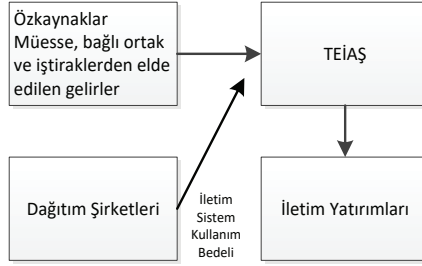 Özkaynaklar
Müesse, bağlı ortak
ve iştiraklerden elde
edilen gelirler
TEİAŞ
Dağıtım Şirketleri
İletim
Sistem
Kullanım
Bedeli
İletim Yatırımları